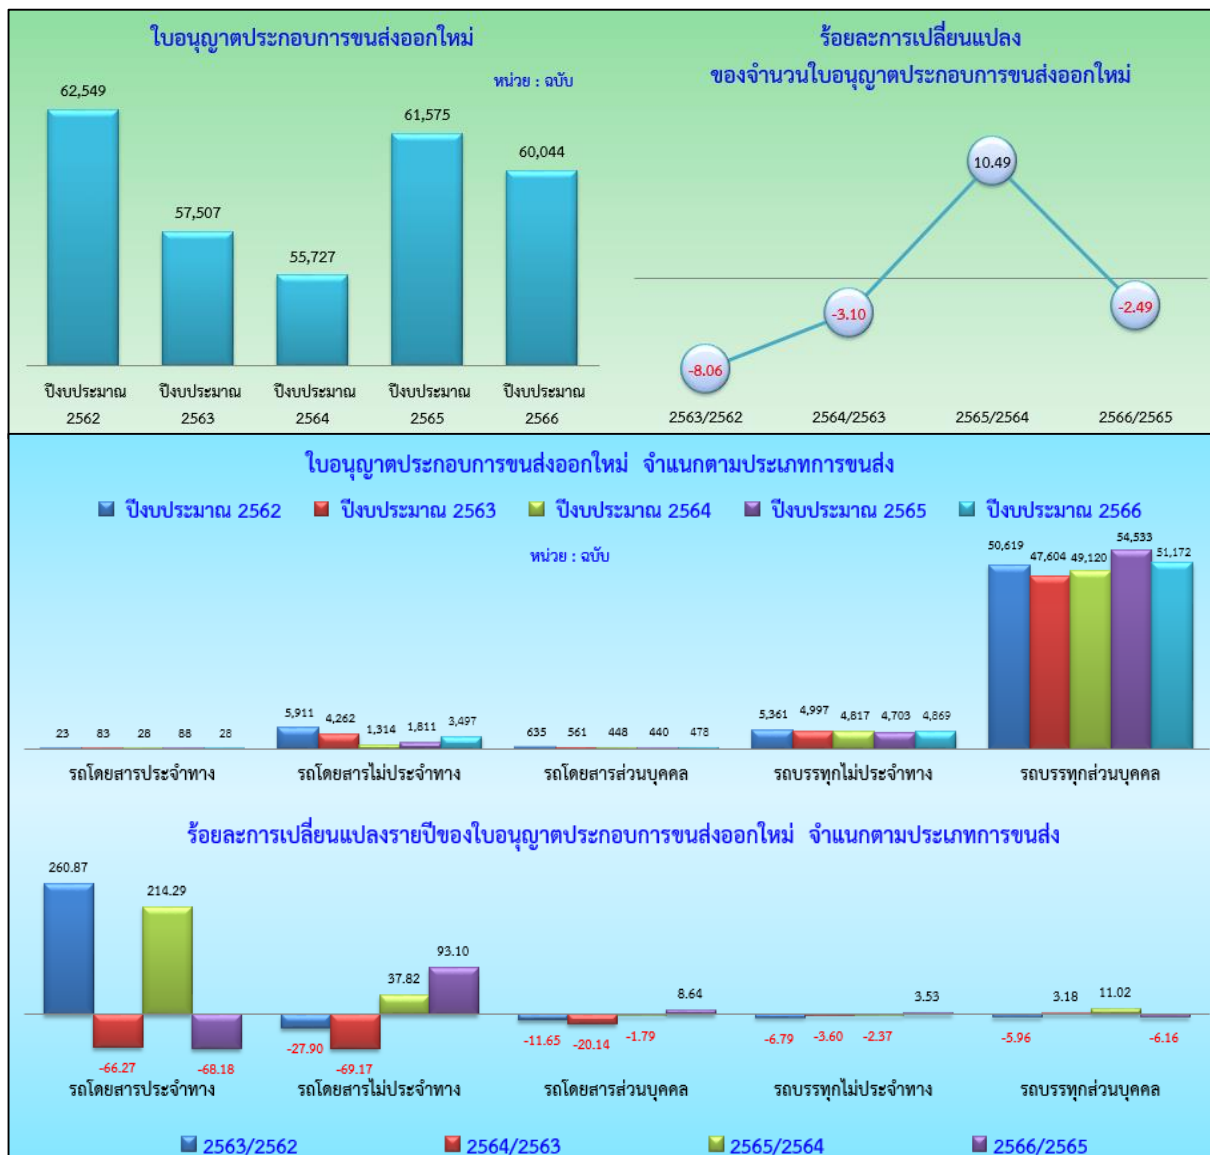 ใบอนุญาตประกอบการขนส่งออกใหม่
หน่วย : ฉบับ
62,549
57,507
55,727
61,575
60,044
ปีงบประมาณ ปีงบประมาณ ปีงบประมาณ ปีงบประมาณ ปีงบประมาณ
2562 2563 2564 2565 2566
ร้อยละการเปลี่ยนแปลง
ของจำนวนใบอนุญาตประกอบการขนส่งออกใหม่
-8.06
-3.10
10.49
-2.49
2563/2562 2564/2563 2565/2564 2566/2565
ใบอนุญาตประกอบการขนส่งออกใหม่ จำแนกตามประเภทการขนส่ง
ปีงบประมาณ 2562 ปีงบประมาณ 2563 ปีงบประมาณ 2564 ปีงบประมาณ 2565 ปีงบประมาณ 2566
หน่วย : ฉบับ
23 83 28 88 28
5,911 4,262 1,314 1,811 3,497
635 561 448 440 478
5,361 4,997 4,817 4,703 4,869
50,619 47,604 49,120 54,533 51,172
รถโดยสารประจำทาง รถโดยสารไม่ประจำทาง รถโดยสารส่วนบุคคล รถบรรทุกไม่ประจำทาง รถบรรทุกส่วนบุคคล
ร้อยละการเปลี่ยนแปลงรายปีของใบอนุญาตประกอบการขนส่งออกใหม่ จำแนกตามประเภทการขนส่ง
260.87 -66.27 214.29 -68.18
-27.90 -69.17 37.82 93.10
-11.65 -20.14 -1.79 8.64
-6.79 -3.60 -2.37 3.53
-5.96 3.18 11.02 -6.16
รถโดยสารประจำทาง รถโดยสารไม่ประจำทาง รถโดยสารส่วนบุคคล รถบรรทุกไม่ประจำทาง รถบรรทุกส่วนบุคคล
2563/2562 2564/2563 2565/2564 2566/2565